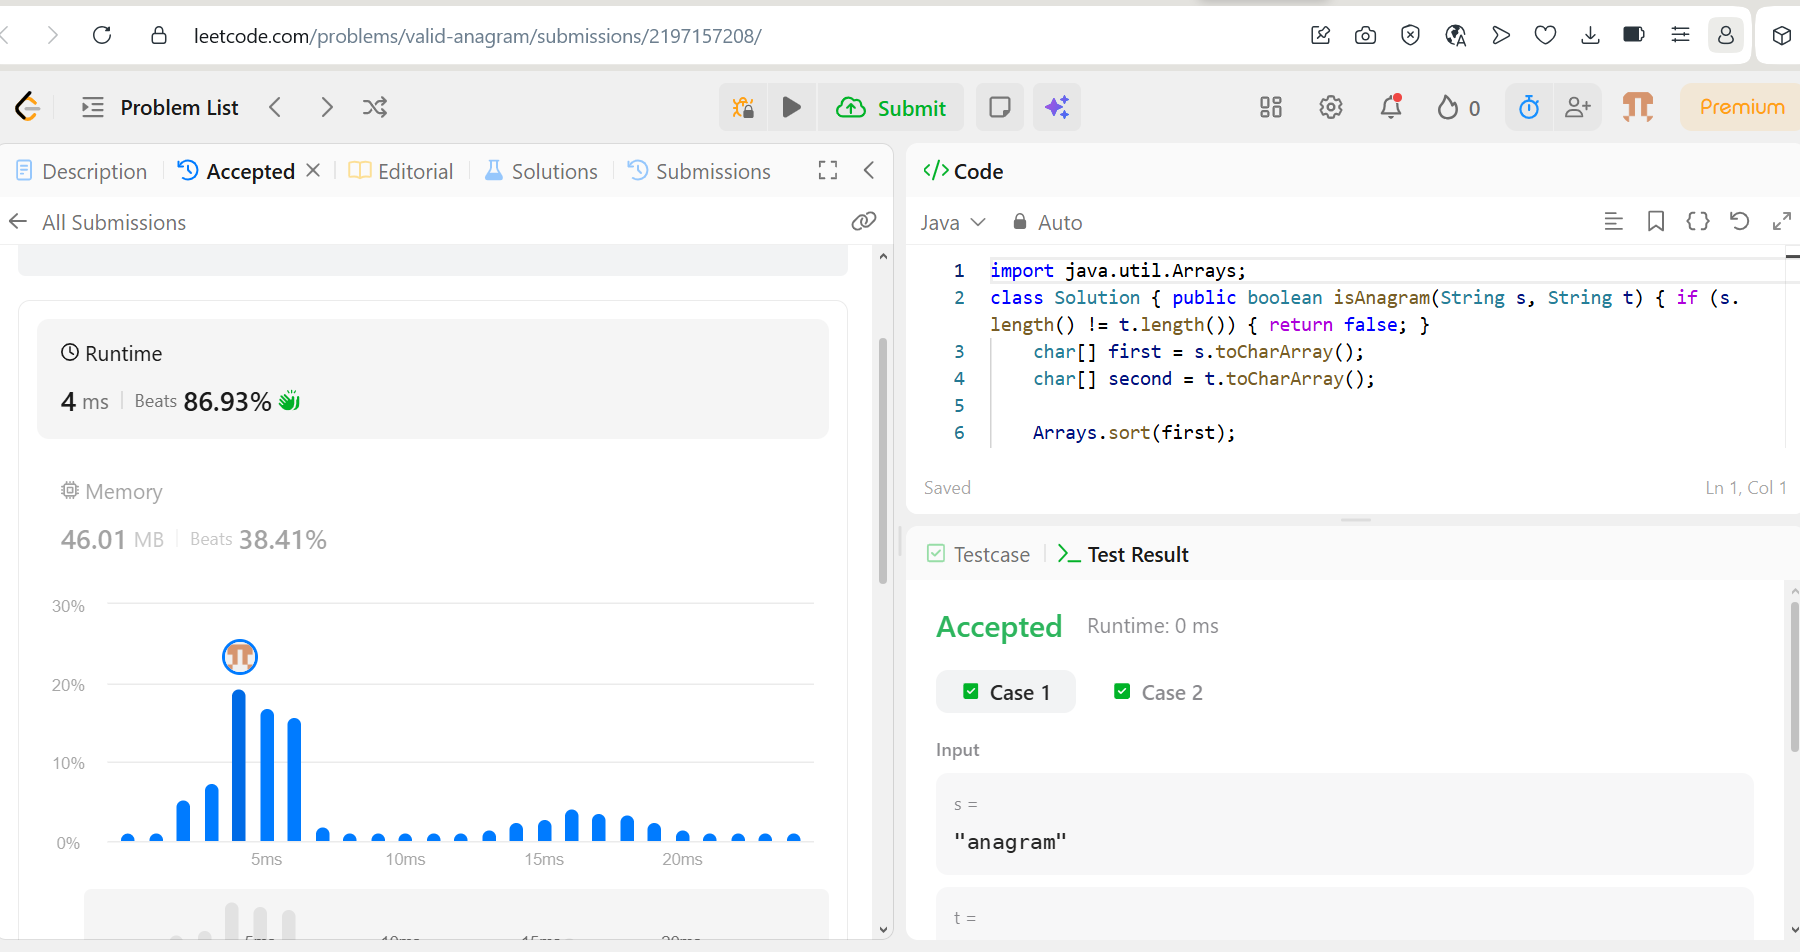 leetcode.com/problems/valid-anagram/submissions/2197157208/
Problem List
Submit
0
Premium
Description
Accepted
Editorial
Solutions
Submissions
All Submissions
Runtime
4 ms
Beats 86.93%
Memory
46.01 MB
Beats 38.41%
30%
20%
10%
0%
5ms
10ms
15ms
20ms
5ms
10ms
15ms
20ms
</> Code
Java
Auto
1 import java.util.Arrays;
2 class Solution { public boolean isAnagram(String s, String t) { if (s.
length() != t.length()) { return false; }
3 char[] first = s.toCharArray();
4 char[] second = t.toCharArray();
5
6 Arrays.sort(first);
Saved
Ln 1, Col 1
Testcase
Test Result
Accepted
Runtime: 0 ms
Case 1
Case 2
Input
s =
"anagram"
t =